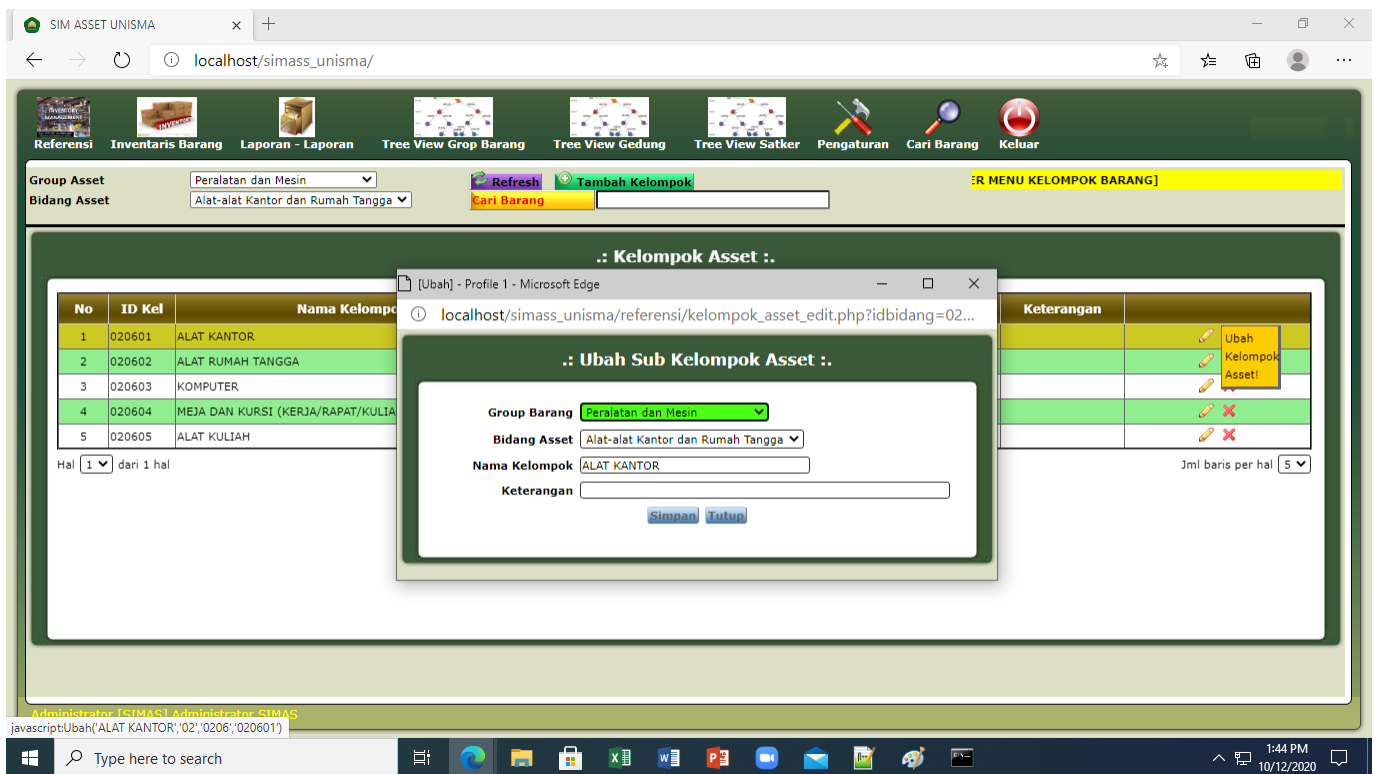 SIM ASSET UNISMA
localhost/simass_unisma/
INVENTORY MANAGEMENT
Referensi Inventaris Barang Laporan - Laporan Tree View Grop Barang Tree View Gedung Tree View Satker Pengaturan Cari Barang Keluar
Group Asset Peralatan dan Mesin Refresh Tambah Kelompok ER MENU KELOMPOK BARANG]
Bidang Asset Alat-alat Kantor dan Rumah Tangga Cari Barang
.: Kelompok Asset :.
[Ubah] - Profile 1 - Microsoft Edge
localhost/simass_unisma/referensi/kelompok_asset_edit.php?idbidang=02...
.: Ubah Sub Kelompok Asset :.
Group Barang Peralatan dan Mesin
Bidang Asset Alat-alat Kantor dan Rumah Tangga
Nama Kelompok ALAT KANTOR
Keterangan
Simpan Tutup
No ID Kel Nama Kelompo Keterangan
1 020601 ALAT KANTOR
2 020602 ALAT RUMAH TANGGA
3 020603 KOMPUTER
4 020604 MEJA DAN KURSI (KERJA/RAPAT/KULIA
5 020605 ALAT KULIAH
Ubah
Kelompok
Asset!
Hal 1 dari 1 hal Jml baris per hal 5
Administrator [SIMAS] Administrator SIMAS
javascript:Ubah('ALAT KANTOR','02','0206','020601')
Type here to search 1:44 PM
10/12/2020